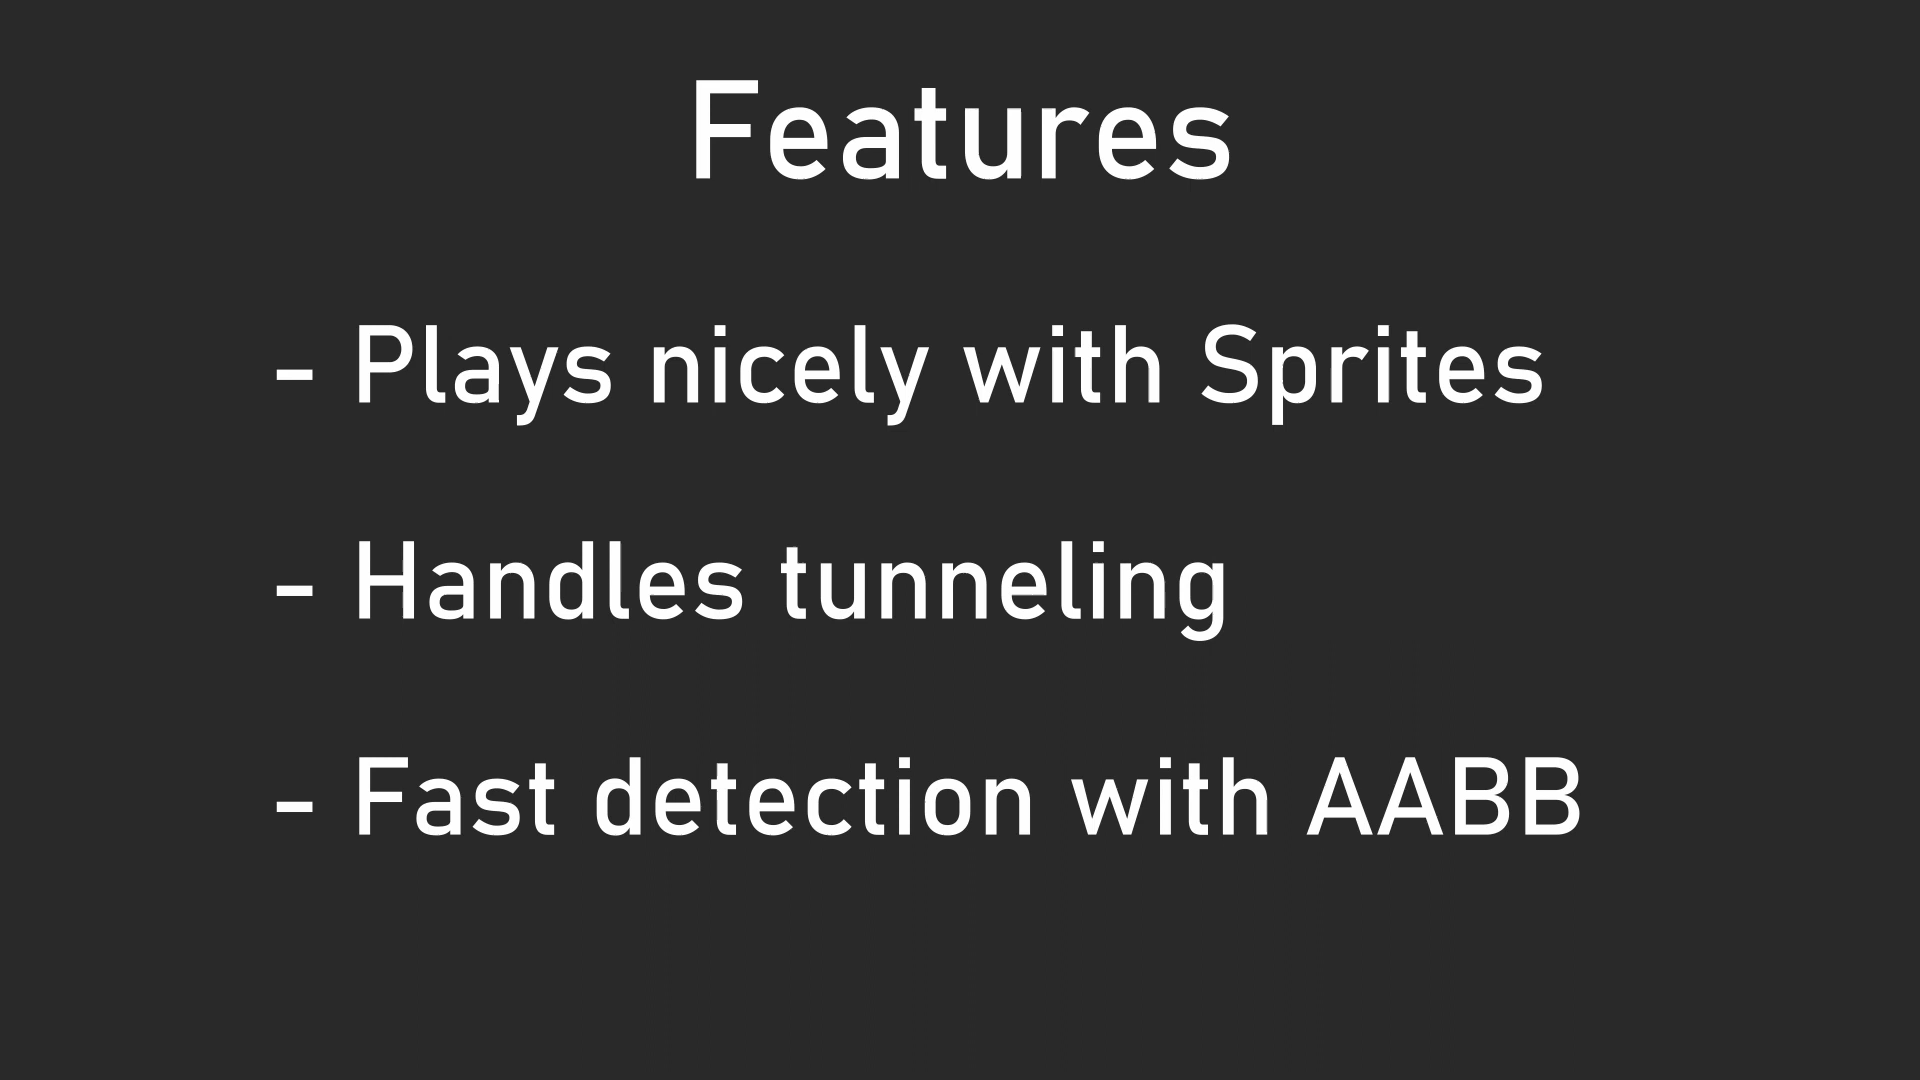 Features
- Plays nicely with Sprites
- Handles tunneling
- Fast detection with AABB